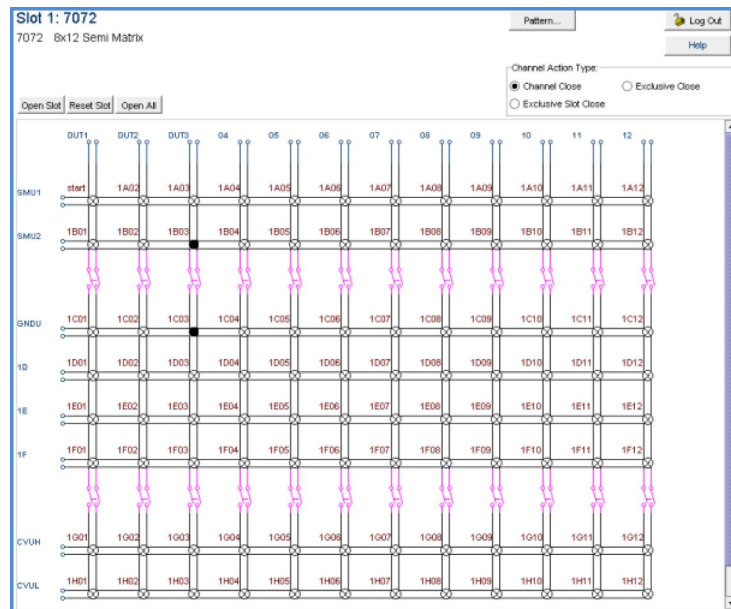 Slot 1: 7072
7072 8x12 Semi Matrix
Pattern...
Log Out
Help
Channel Action Type:
Channel Close Exclusive Close
Exclusive Slot Close
Open Slot Reset Slot Open All
DUT1 DUT2 DUT3 04 05 06 07 08 09 10 11 12
SMU1 start 1A02 1A03 1A04 1A05 1A06 1A07 1A08 1A09 1A10 1A11 1A12
SMU2 1B01 1B02 1B03 1B04 1B05 1B06 1B07 1B08 1B09 1B10 1B11 1B12
GNDU 1C01 1C02 1C03 1C04 1C05 1C06 1C07 1C08 1C09 1C10 1C11 1C12
1D 1D01 1D02 1D03 1D04 1D05 1D06 1D07 1D08 1D09 1D10 1D11 1D12
1E 1E01 1E02 1E03 1E04 1E05 1E06 1E07 1E08 1E09 1E10 1E11 1E12
1F 1F01 1F02 1F03 1F04 1F05 1F06 1F07 1F08 1F09 1F10 1F11 1F12
CVUH 1G01 1G02 1G03 1G04 1G05 1G06 1G07 1G08 1G09 1G10 1G11 1G12
CVUL 1H01 1H02 1H03 1H04 1H05 1H06 1H07 1H08 1H09 1H10 1H11 1H12